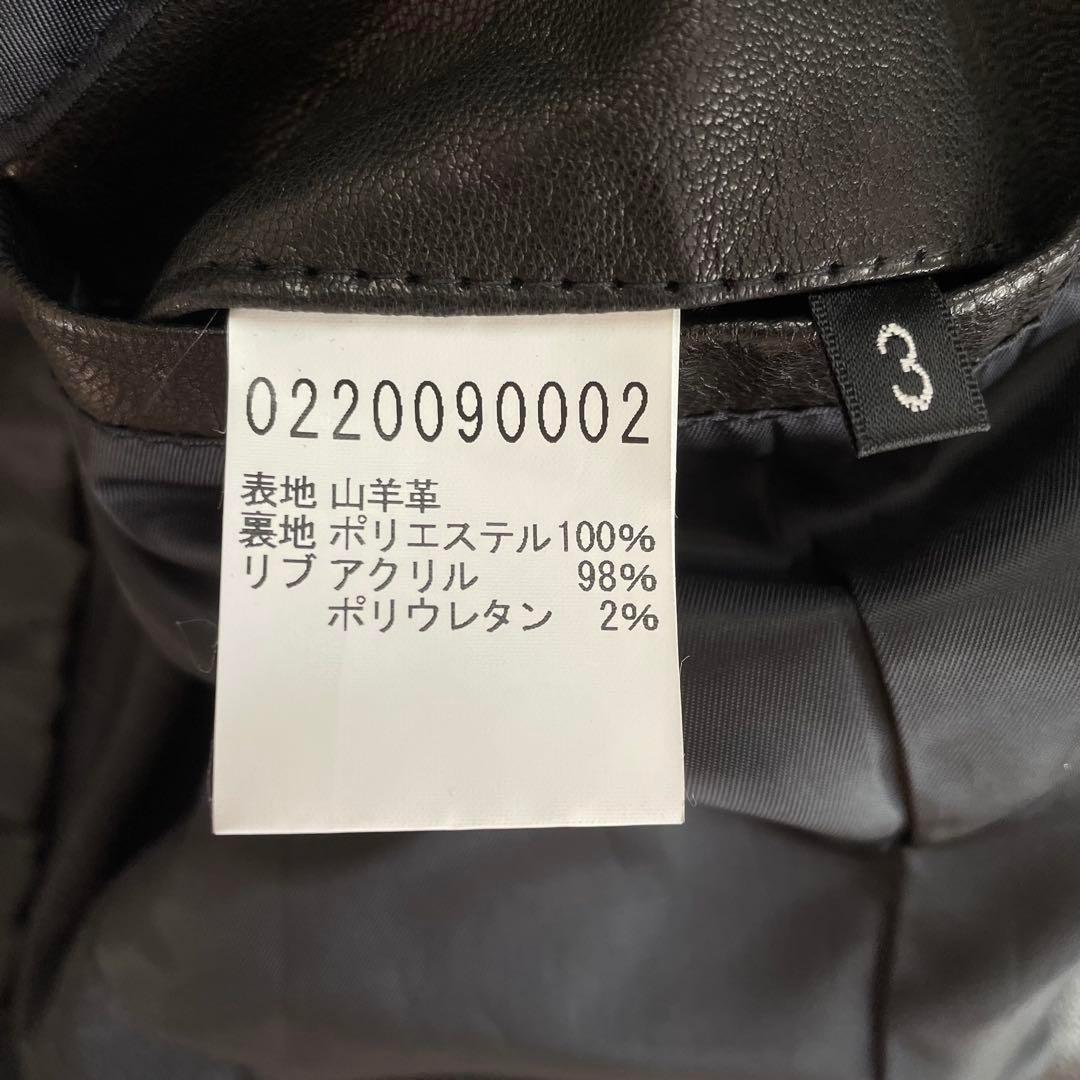 0220090002
表地 山羊革
裏地 ポリエステル100%
リブ アクリル 98%
ポリウレタン 2%
3